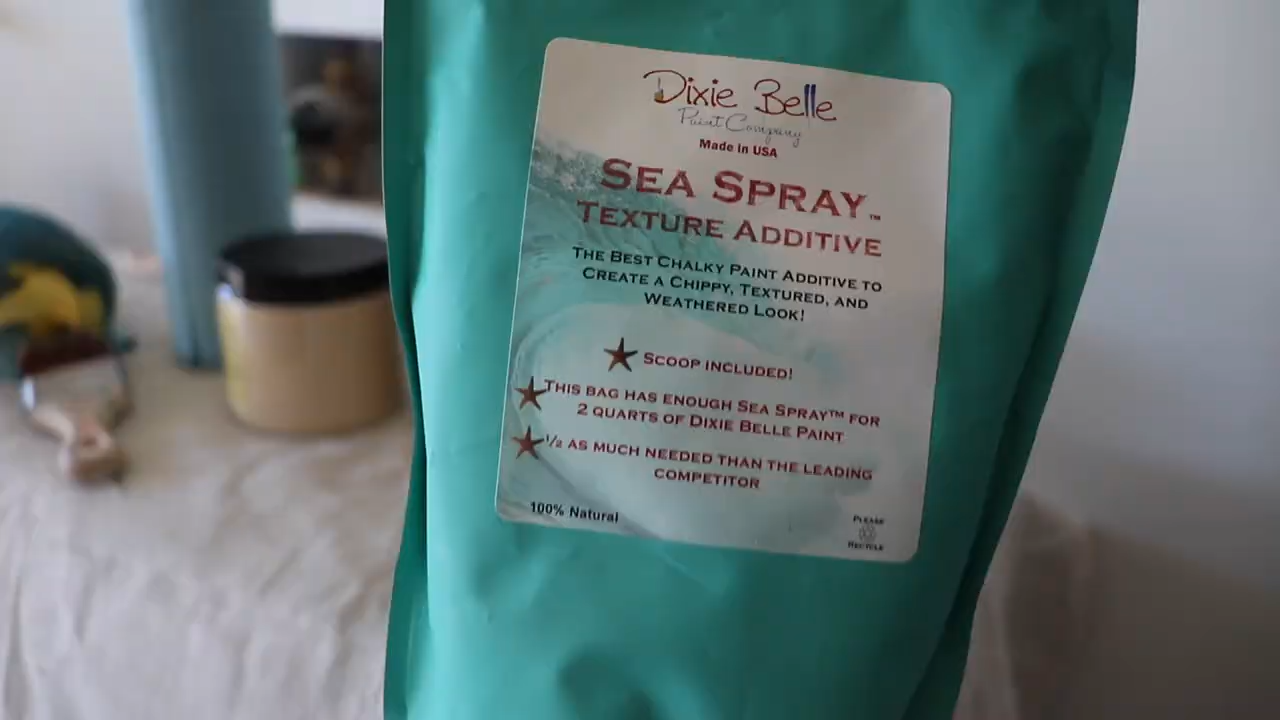 Dixie Belle
Paint Company
Made in USA
SEA SPRAY™
TEXTURE ADDITIVE
THE BEST CHALKY PAINT ADDITIVE TO
CREATE A CHIPPY, TEXTURED, AND
WEATHERED LOOK!
SCOOP INCLUDED!
THIS BAG HAS ENOUGH SEA SPRAY™ FOR
2 QUARTS OF DIXIE BELLE PAINT
½ AS MUCH NEEDED THAN THE LEADING
COMPETITOR
100% Natural
PLEASE
RECYCLE